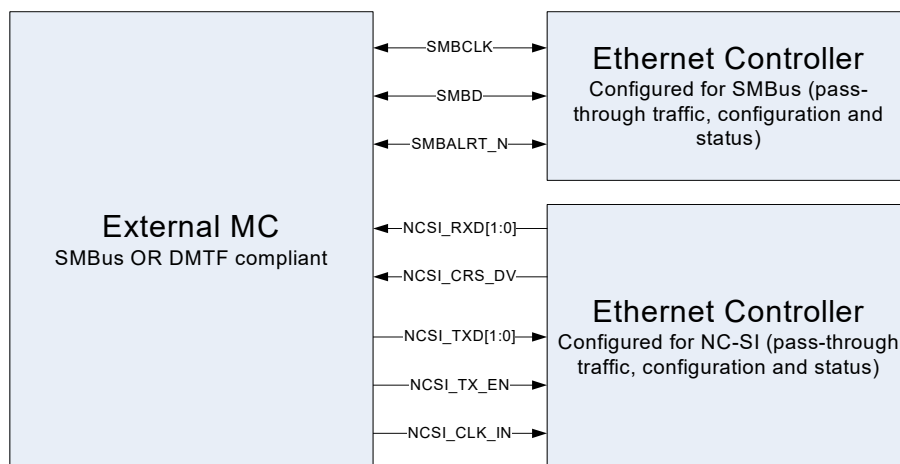 External MC
SMBus OR DMTF compliant
SMBCLK
SMBD
SMBALRT_N
NCSI_RXD[1:0]
NCSI_CRS_DV
NCSI_TXD[1:0]
NCSI_TX_EN
NCSI_CLK_IN
Ethernet Controller
Configured for SMBus (pass-
through traffic, configuration and
status)
Ethernet Controller
Configured for NC-SI (pass-through
traffic, configuration and status)